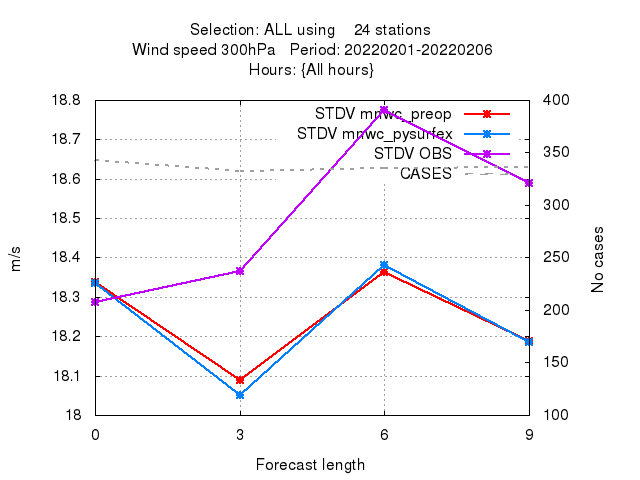 Selection: ALL using 24 stations
Wind speed 300hPa Period: 20220201-20220206
Hours: {All hours}
STDV mnwc_preop
STDV mnwc_pysurfex
STDV OBS
CASES
18.8
18.7
18.6
18.5
18.4
18.3
18.2
18.1
18
400
350
300
250
200
150
100
m/s
No cases
0 3 6 9
Forecast length